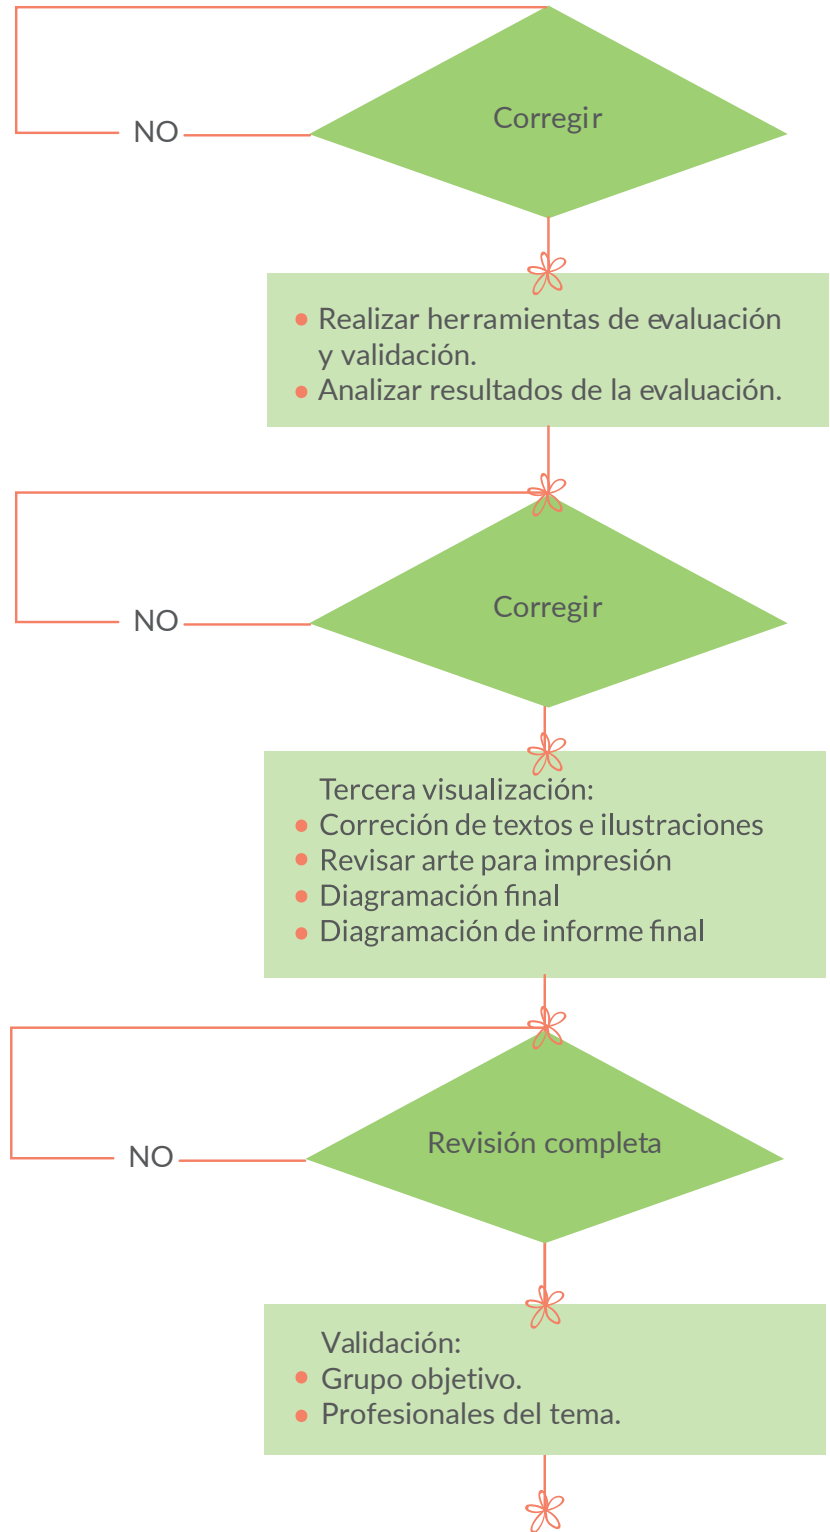 Corregir
NO
Realizar herramientas de evaluación
y validación.
Analizar resultados de la evaluación.
Corregir
NO
Tercera visualización:
Correción de textos e ilustraciones
Revisar arte para impresión
Diagramación final
Diagramación de informe final
Revisión completa
NO
Validación:
Grupo objetivo.
Profesionales del tema.